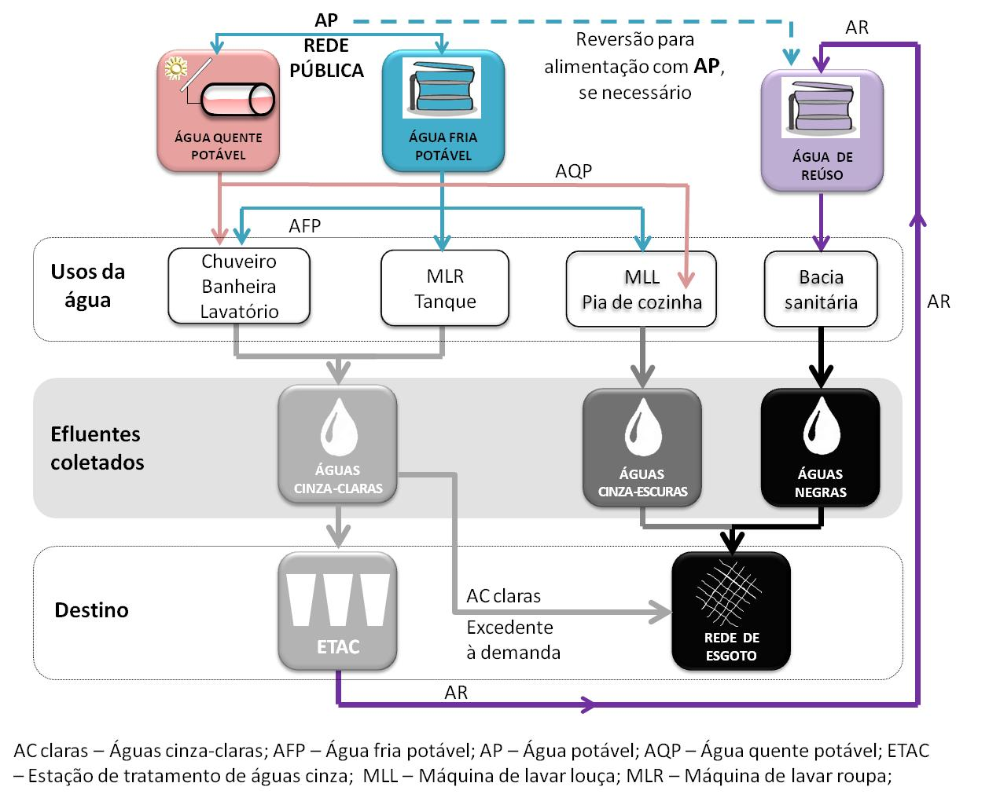 AP
REDE
PÚBLICA
Reversão para
alimentação com AP,
se necessário
AR
ÁGUA QUENTE
POTÁVEL
ÁGUA FRIA
POTÁVEL
ÁGUA DE
REÚSO
AQP
AFP
Usos da
água
Chuveiro
Banheira
Lavatório
MLR
Tanque
MLL
Pia de cozinha
Bacia
sanitária
AR
Efluentes
coletados
ÁGUAS
CINZA-CLARAS
ÁGUAS
CINZA-ESCURAS
ÁGUAS
NEGRAS
Destino
ETAC
AC claras
Excedente
à demanda
REDE DE
ESGOTO
AR
AC claras – Águas cinza-claras; AFP – Água fria potável; AP – Água potável; AQP – Água quente potável; ETAC
– Estação de tratamento de águas cinza; MLL – Máquina de lavar louça; MLR – Máquina de lavar roupa;